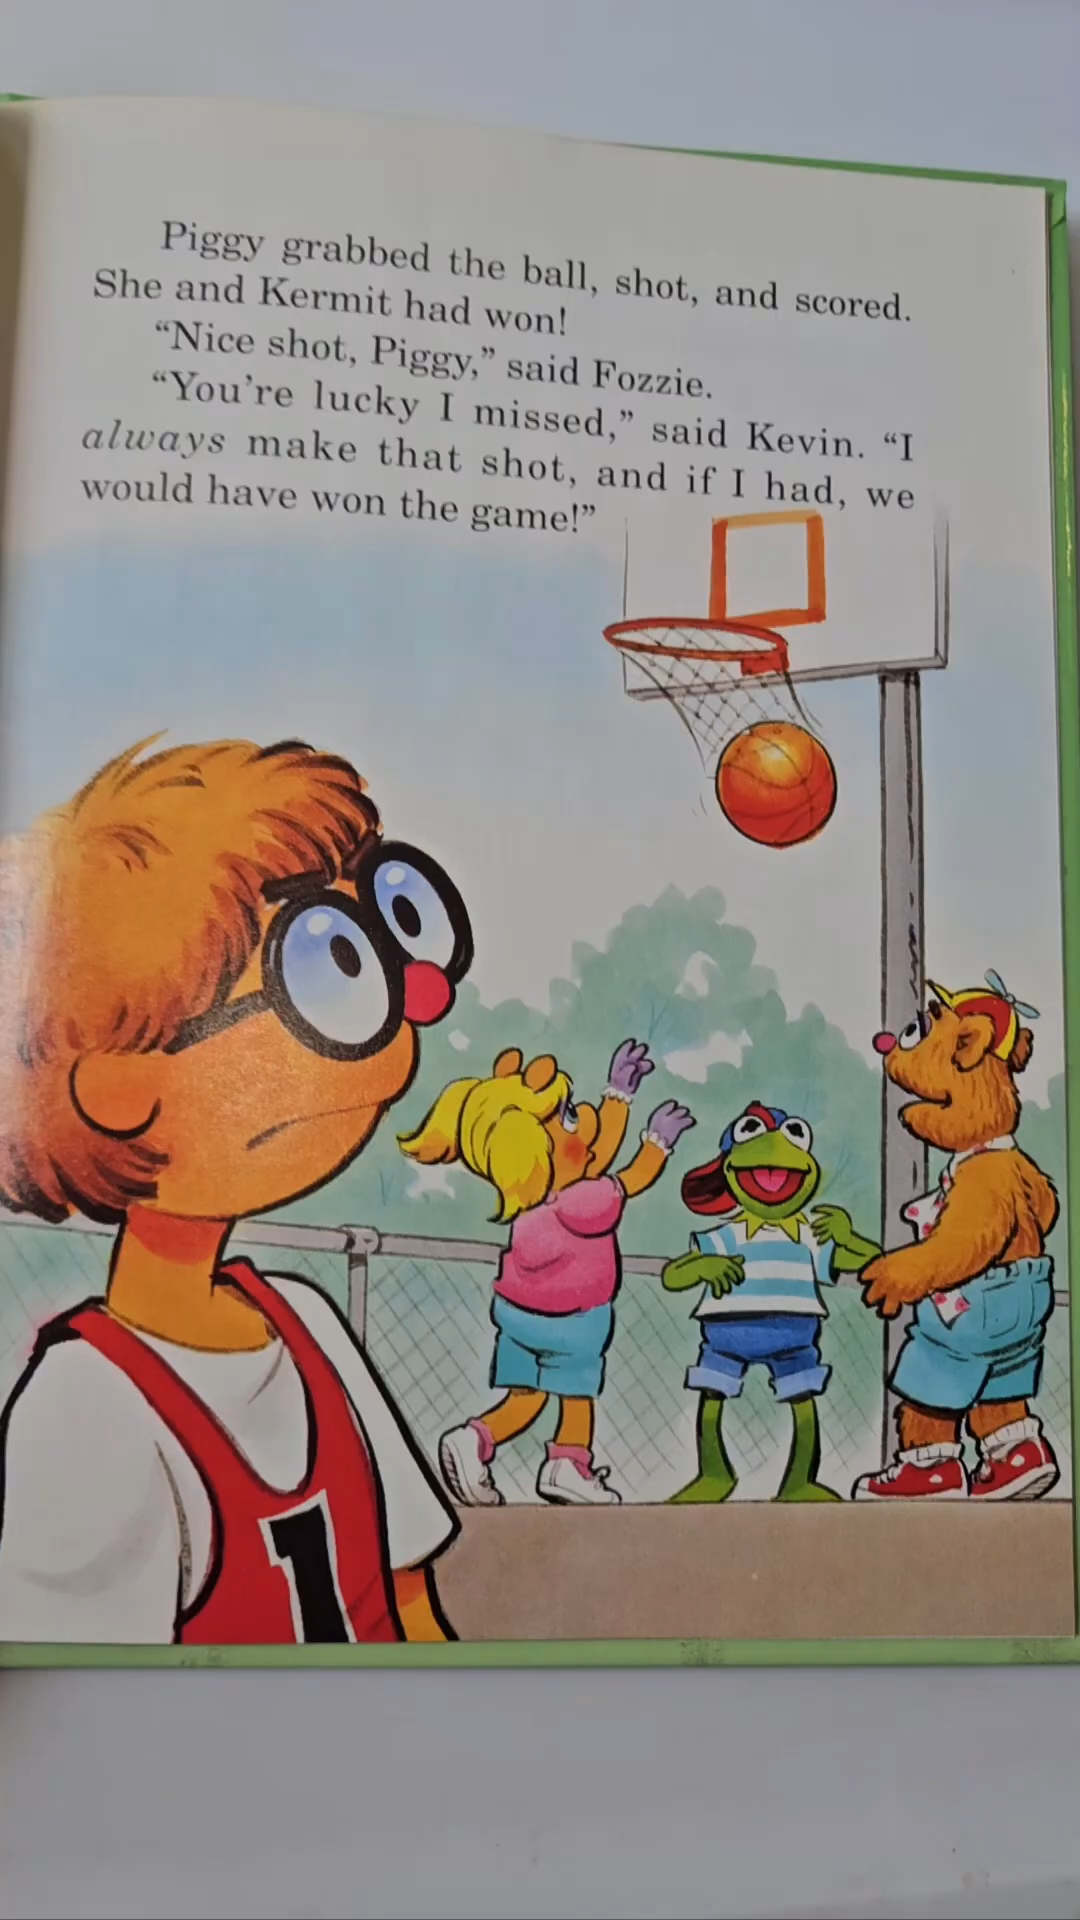 Piggy grabbed the ball, shot, and scored.
She and Kermit had won!
“Nice shot, Piggy,” said Fozzie.
“You’re lucky I missed,” said Kevin. “I
always make that shot, and if I had, we
would have won the game!”
1